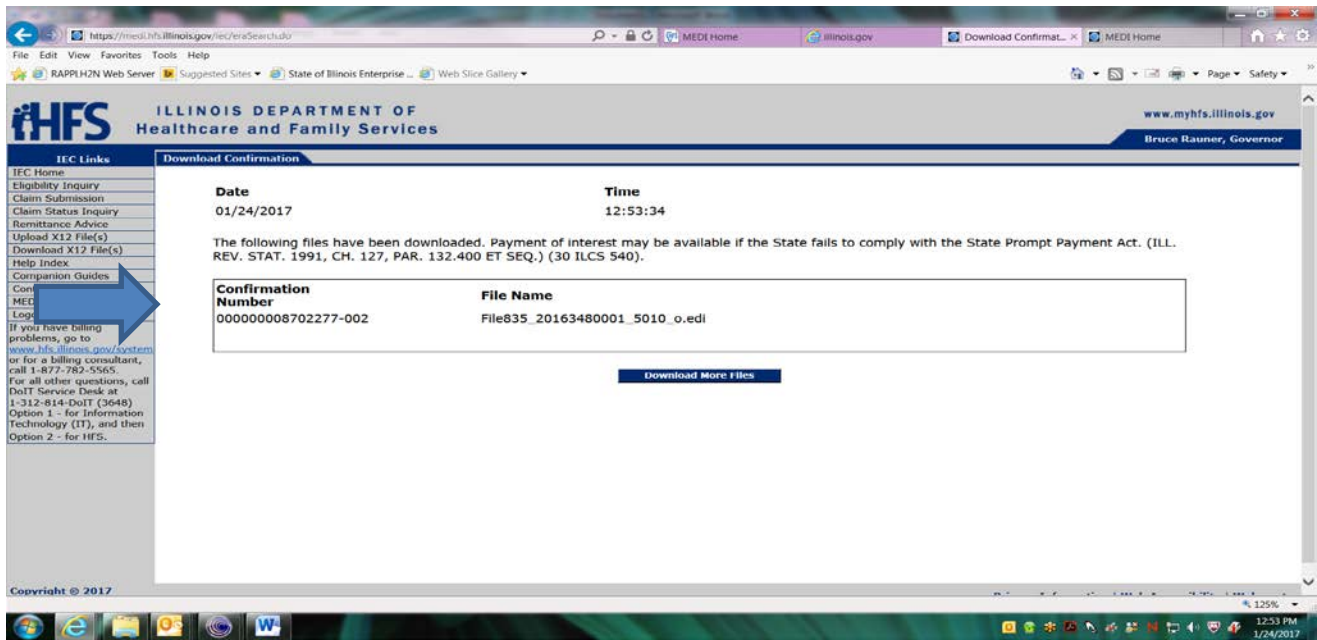 https://medi.hfs.illinois.gov/iec/eraSearch.do
MEDI Home
Illinois.gov
Download Confirmat...
MEDI Home
File Edit View Favorites Tools Help
RAPPLH2N Web Server
Suggested Sites
State of Illinois Enterprise ...
Web Slice Gallery
Page
Safety
HFS
ILLINOIS DEPARTMENT OF
Healthcare and Family Services
www.myhfs.illinois.gov
Bruce Rauner, Governor
IEC Links
IEC Home
Eligibility Inquiry
Claim Submission
Claim Status Inquiry
Remittance Advice
Upload X12 File(s)
Download X12 File(s)
Help Index
Companion Guides
Con
MED
Logo
If you have billing
problems, go to
www.hfs.illinois.gov/system
or for a billing consultant,
call 1-877-782-5565.
For all other questions, call
DoIT Service Desk at
1-312-814-DoIT (3648)
Option 1 - for Information
Technology (IT), and then
Option 2 - for HFS.
Download Confirmation
Date Time
01/24/2017 12:53:34
The following files have been downloaded. Payment of interest may be available if the State fails to comply with the State Prompt Payment Act. (ILL.
REV. STAT. 1991, CH. 127, PAR. 132.400 ET SEQ.) (30 ILCS 540).
Confirmation
Number File Name
000000008702277-002 File835_20163480001_5010_o.edi
Download More Files
Copyright © 2017
125%
12:53 PM
1/24/2017